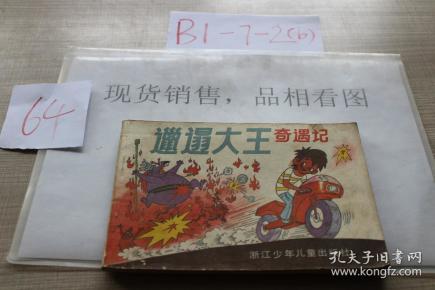 B1-7-2(6)
64
现货销售，品相看图
邋遢大王奇遇记
浙江少年儿童出版社
孔夫子旧书网
www.kongfz.com